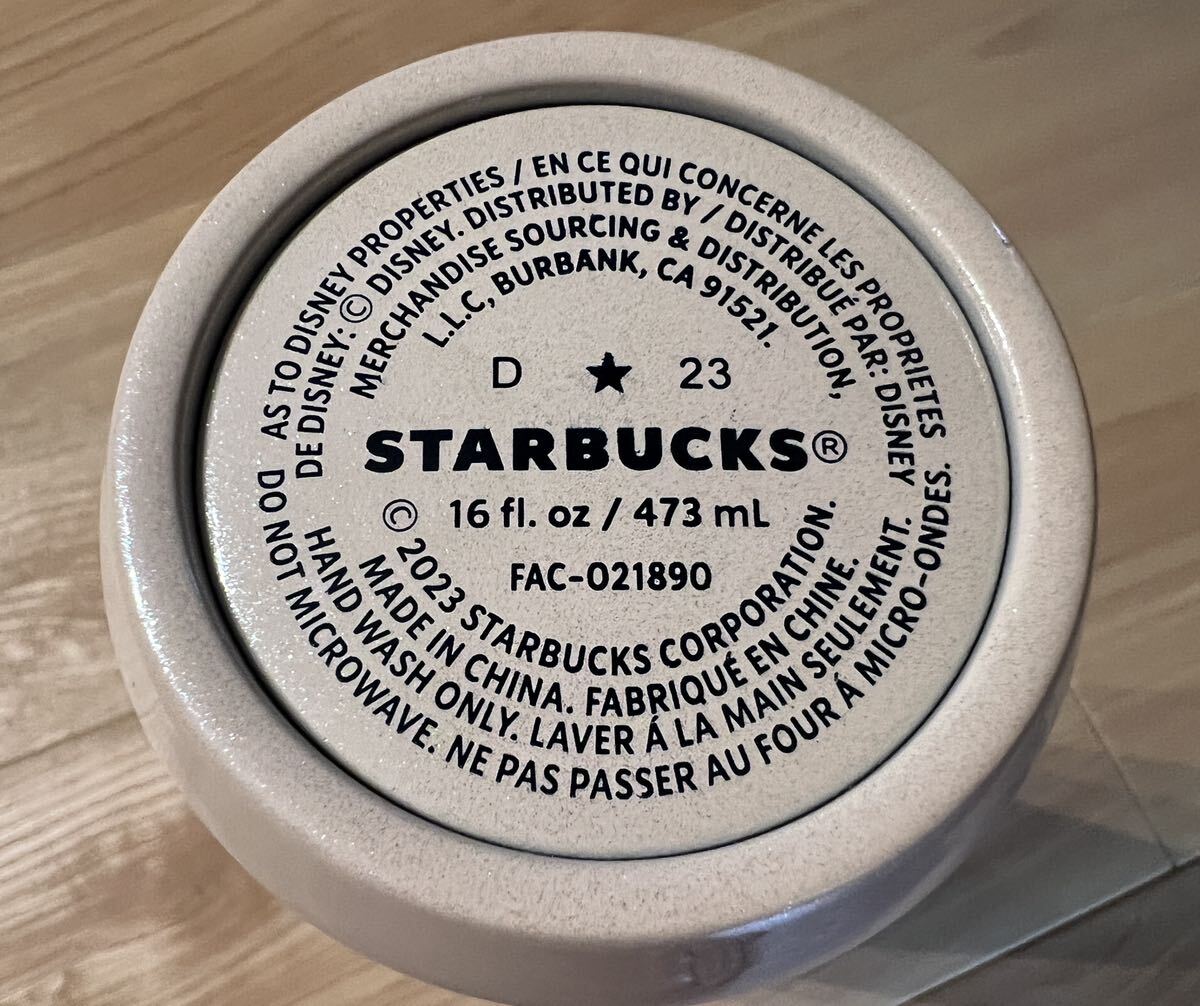 AS TO DISNEY PROPERTIES / EN CE QUI CONCERNE LES PROPRIETES
DE DISNEY: © DISNEY. DISTRIBUTED BY / DISTRIBUÉ PAR: DISNEY
MERCHANDISE SOURCING & DISTRIBUTION,
L.L.C, BURBANK, CA 91521.
D ★ 23
STARBUCKS®
16 fl. oz / 473 mL
FAC-021890
© 2023 STARBUCKS CORPORATION.
MADE IN CHINA. FABRIQUÉ EN CHINE.
HAND WASH ONLY. LAVER Á LA MAIN SEULEMENT.
DO NOT MICROWAVE. NE PAS PASSER AU FOUR Á MICRO-ONDES.